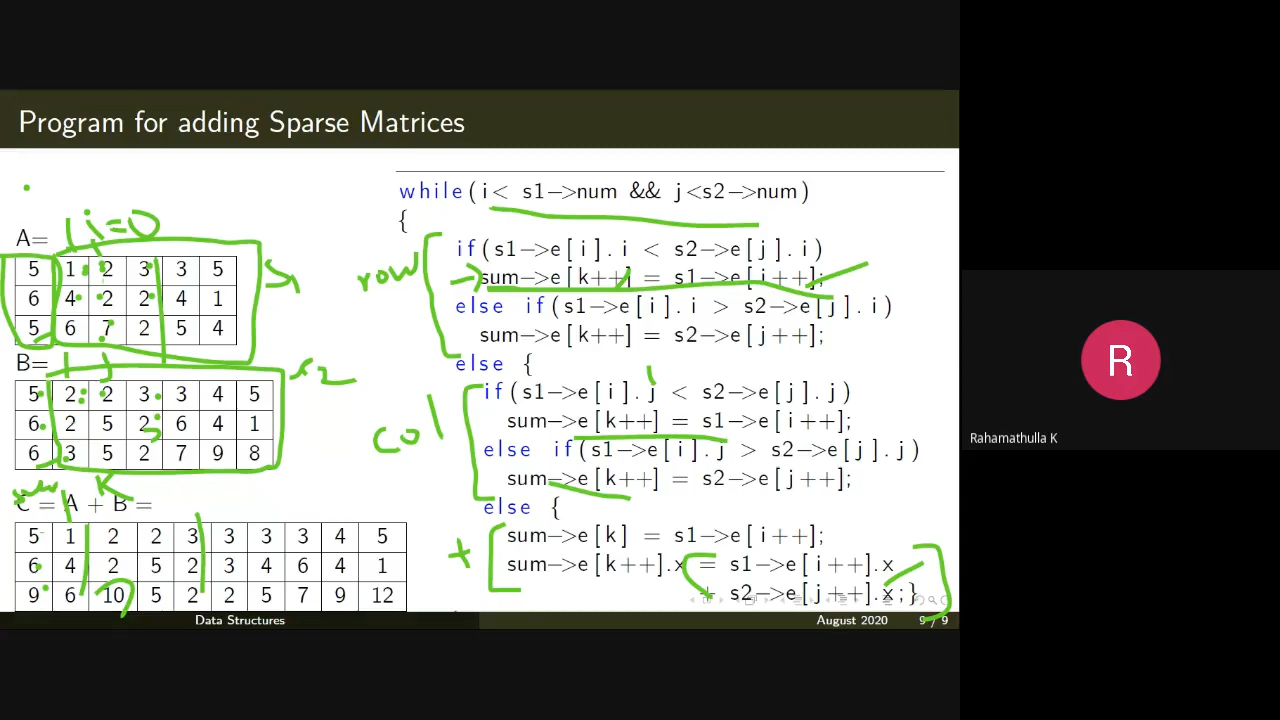 Program for adding Sparse Matrices
i=0
A=
5 1 2 3 3 5
6 4 2 2 4 1
5 6 7 2 5 4
S1
B=
j
5 2 2 3 3 4 5
6 2 5 2 6 4 1
6 3 5 2 7 9 8
s2
sum
K
C = A + B =
5 1 2 2 3 3 3 3 4 5
6 4 2 5 2 3 4 6 4 1
9 6 10 5 2 2 5 7 9 12
while(i< s1->num && j<s2->num)
{
if(s1->e[i].i < s2->e[j].i)
row
sum->e[k++] = s1->e[i++];
else if(s1->e[i].i > s2->e[j].i)
sum->e[k++] = s2->e[j++];
else {
if(s1->e[i].j < s2->e[j].j)
col
sum->e[k++] = s1->e[i++];
else if(s1->e[i].j > s2->e[j].j)
sum->e[k++] = s2->e[j++];
else {
+
sum->e[k] = s1->e[i++];
sum->e[k++].x = s1->e[i++].x
+ s2->e[j++].x;}
Data Structures
August 2020
9 / 9
R
Rahamathulla K